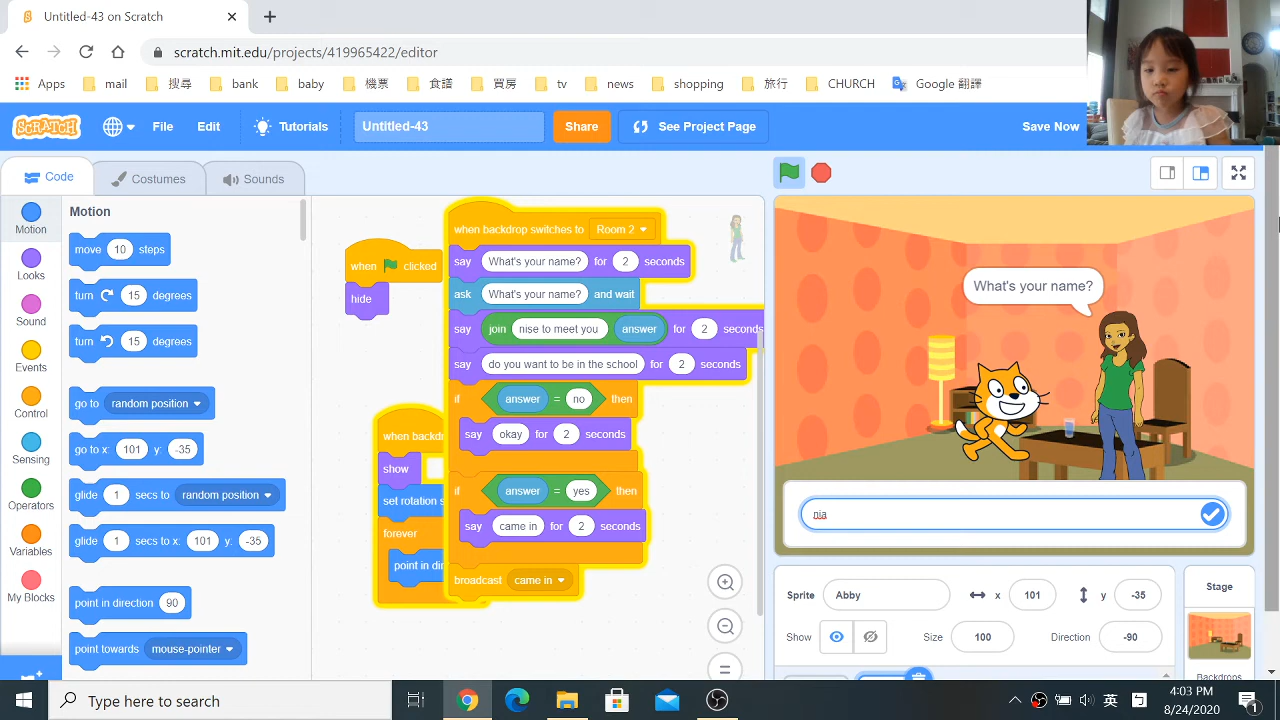 Untitled-43 on Scratch
scratch.mit.edu/projects/419965422/editor
Apps mail 搜尋 bank baby 機票 食譜 買房 tv news shopping 旅行 CHURCH Google 翻譯
SCRATCH File Edit Tutorials Untitled-43 Share See Project Page Save Now
Code Costumes Sounds
Motion
Looks
Sound
Events
Control
Sensing
Operators
Variables
My Blocks
Motion
move 10 steps
turn 15 degrees
turn 15 degrees
go to random position
go to x: 101 y: -35
glide 1 secs to random position
glide 1 secs to x: 101 y: -35
point in direction 90
point towards mouse-pointer
when clicked
hide
when backd
show
set rotation s
forever
point in dir
when backdrop switches to Room 2
say What's your name? for 2 seconds
ask What's your name? and wait
say join nise to meet you answer for 2 seconds
say do you want to be in the school for 2 seconds
if answer = no then
say okay for 2 seconds
if answer = yes then
say came in for 2 seconds
broadcast came in
What's your name?
nia
Sprite Abby x 101 y -35
Show Size 100 Direction -90
Stage
Backdrops
Type here to search
英
4:03 PM
8/24/2020
1